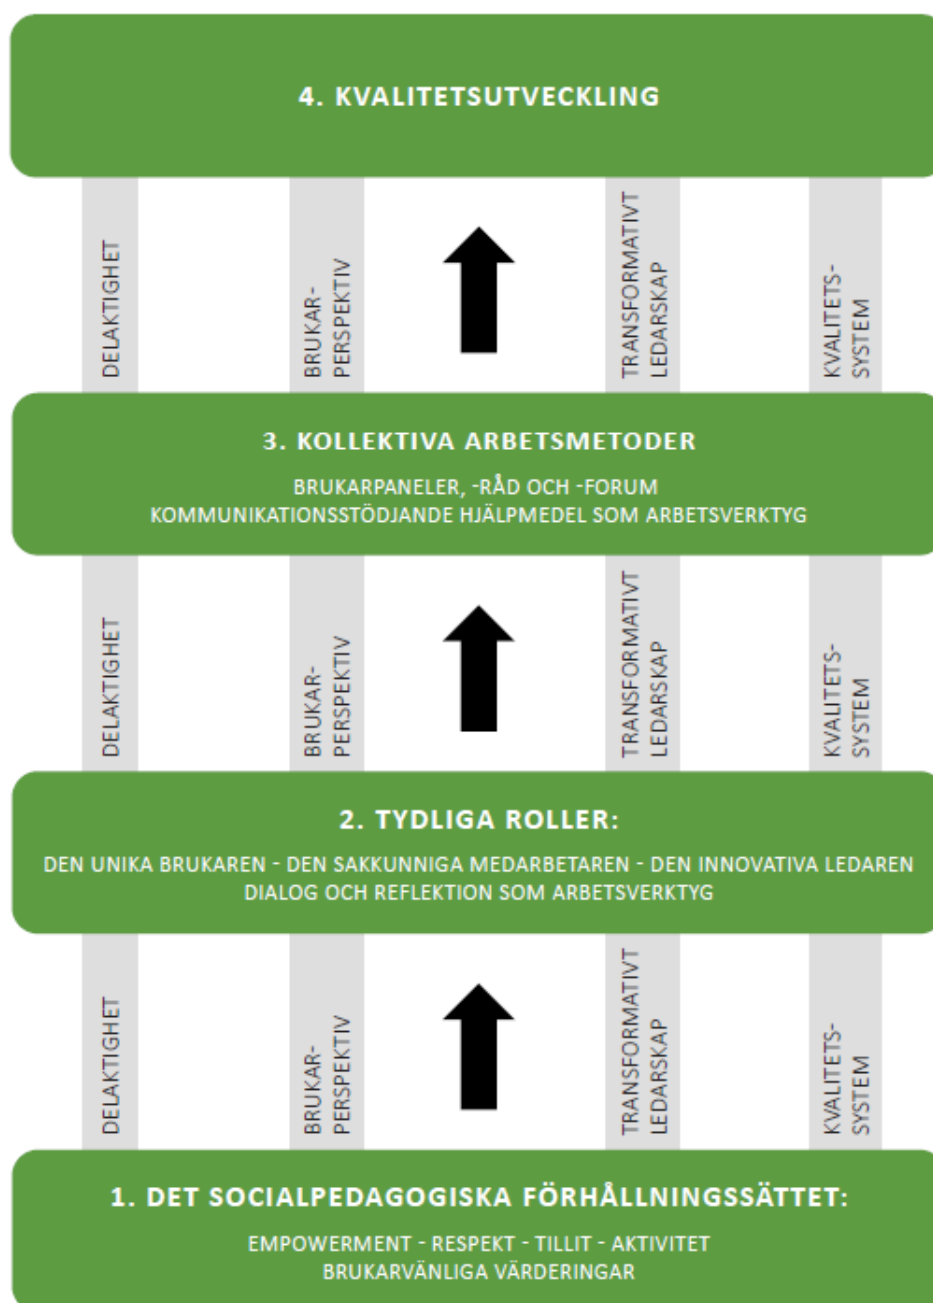 4. KVALITETSUTVECKLING
DELAKTIGHET
BRUKAR-
PERSPEKTIV
TRANSFORMATIVT
LEDARSKAP
KVALITETS-
SYSTEM
3. KOLLEKTIVA ARBETSMETODER
BRUKARPANELER, -RÅD OCH -FORUM
KOMMUNIKATIONSSTÖDJANDE HJÄLPMEDEL SOM ARBETSVERKTYG
DELAKTIGHET
BRUKAR-
PERSPEKTIV
TRANSFORMATIVT
LEDARSKAP
KVALITETS-
SYSTEM
2. TYDLIGA ROLLER:
DEN UNIKA BRUKAREN - DEN SAKKUNNIGA MEDARBETAREN - DEN INNOVATIVA LEDAREN
DIALOG OCH REFLEKTION SOM ARBETSVERKTYG
DELAKTIGHET
BRUKAR-
PERSPEKTIV
TRANSFORMATIVT
LEDARSKAP
KVALITETS-
SYSTEM
1. DET SOCIALPEDAGOGISKA FÖRHÅLLNINGSSÄTTET:
EMPOWERMENT - RESPEKT - TILLIT - AKTIVITET
BRUKARVÄNLIGA VÄRDERINGAR